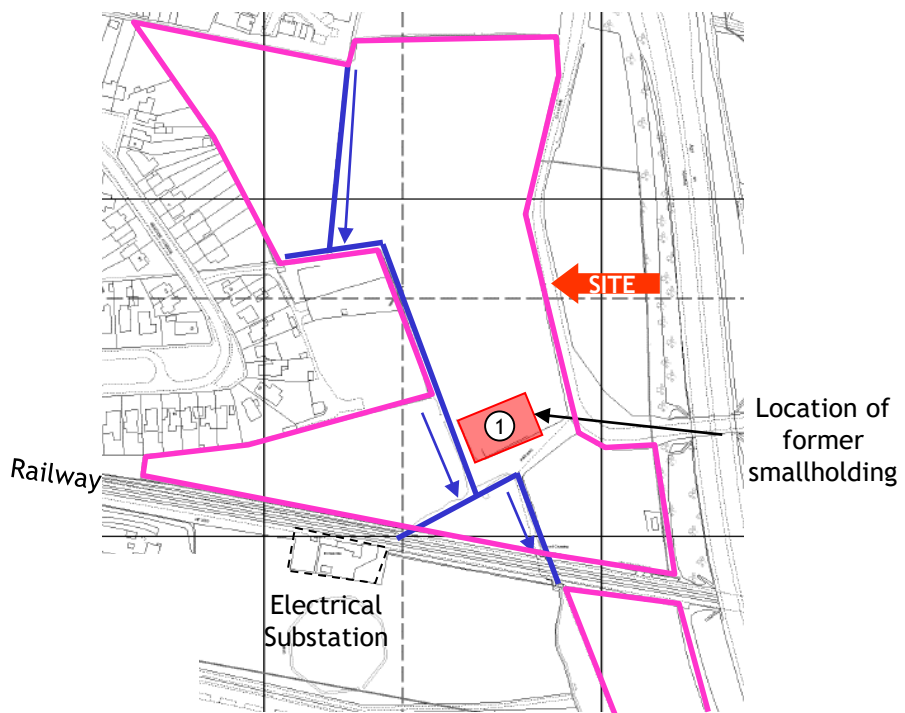 SITE
1
Location of
former
smallholding
Railway
Electrical
Substation